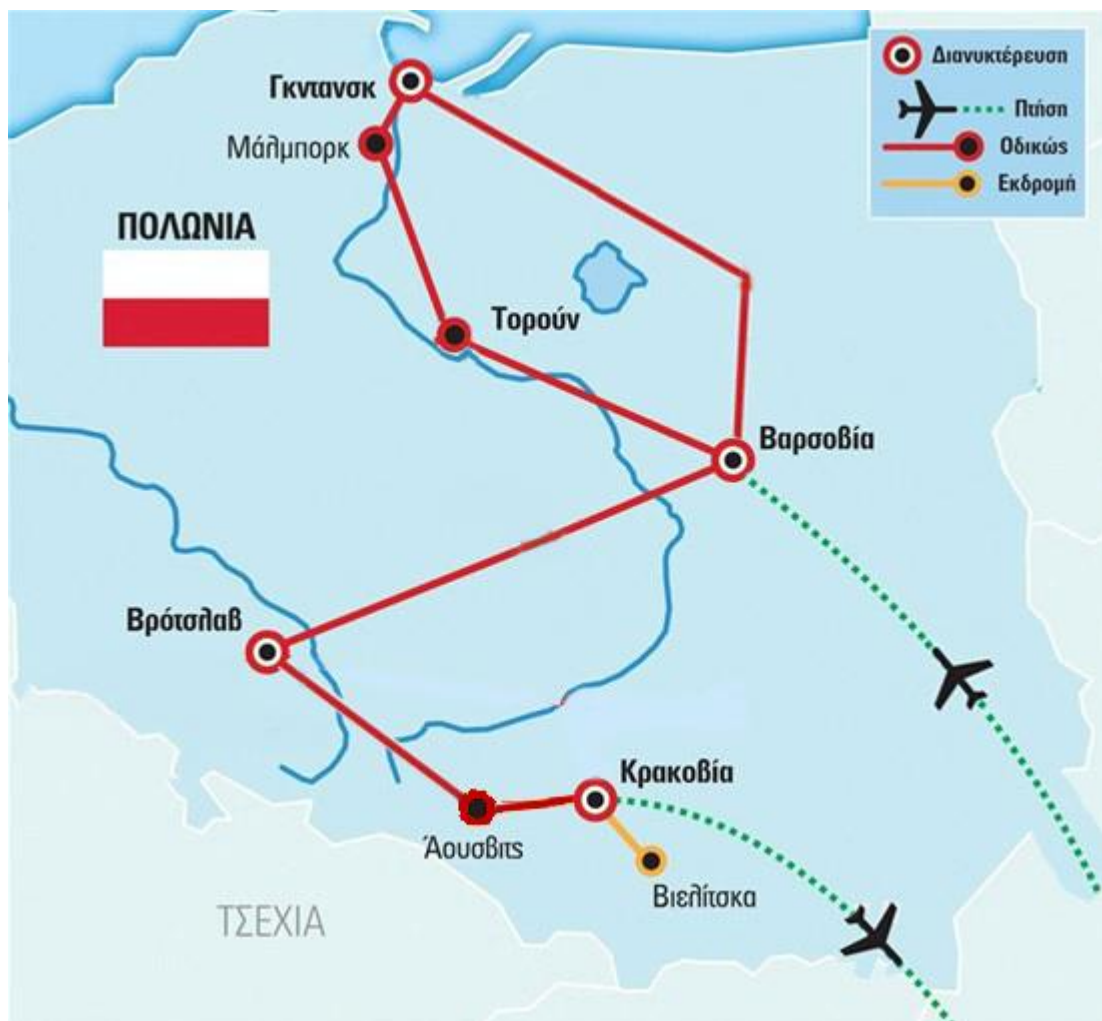 Διανυκτέρευση
Πτήση
Οδικώς
Εκδρομή
Γκντανσκ
Μάλμπορκ
ΠΟΛΩΝΙΑ
Τορούν
Βαρσοβία
Βρότσλαβ
Κρακοβία
Άουσβιτς
Βιελίτσκα
ΤΣΕΧΙΑ